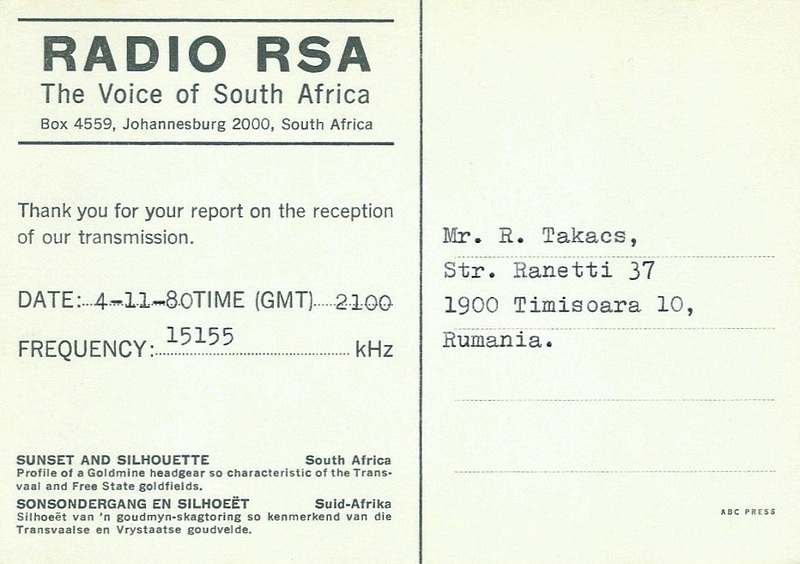 RADIO RSA
The Voice of South Africa
Box 4559, Johannesburg 2000, South Africa
Thank you for your report on the reception
of our transmission.
DATE: 4-11-80 TIME (GMT) 2100
FREQUENCY: 15155 kHz
SUNSET AND SILHOUETTE South Africa
Profile of a Goldmine headgear so characteristic of the Trans-
vaal and Free State goldfields.
SONSONDERGANG EN SILHOEËT Suid-Afrika
Silhoeët van 'n goudmyn-skagtoring so kenmerkend van die
Transvaalse en Vrystaatse goudvelde.
Mr. R. Takacs,
Str. Ranetti 37
1900 Timisoara 10,
Rumania.
ABC PRESS